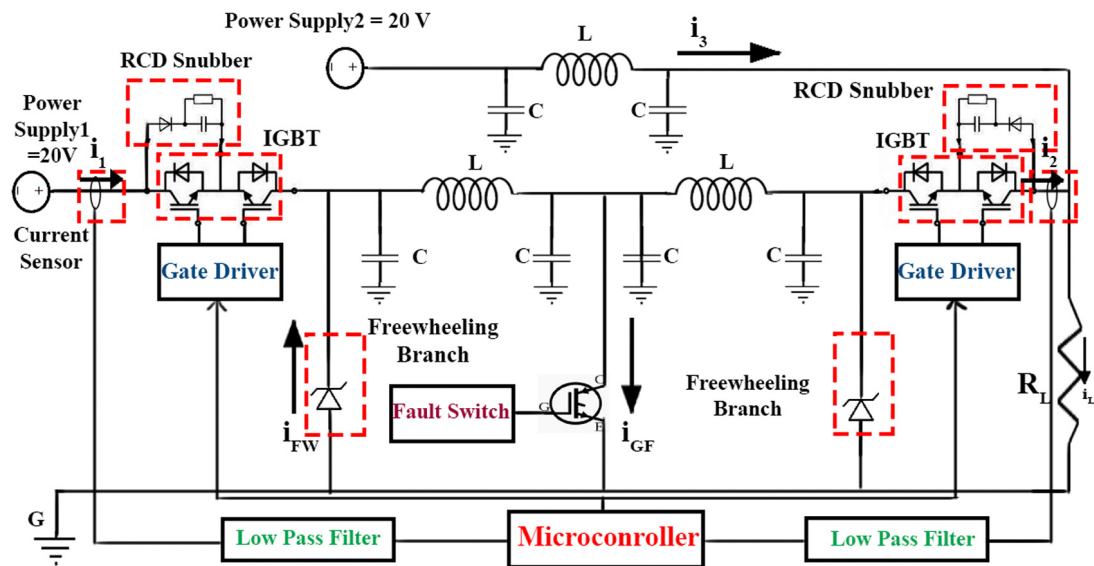 Power Supply2 = 20 V
L
i3
RCD Snubber
RCD Snubber
Power
Supply1
=20V
C
C
IGBT
IGBT
i1
i2
L
L
Current
Sensor
Gate Driver
C
C
C
C
Gate Driver
Freewheeling
Branch
Freewheeling
Branch
RL
iL
C
G
E
Fault Switch
iFW
iGF
G
Low Pass Filter
Microconroller
Low Pass Filter